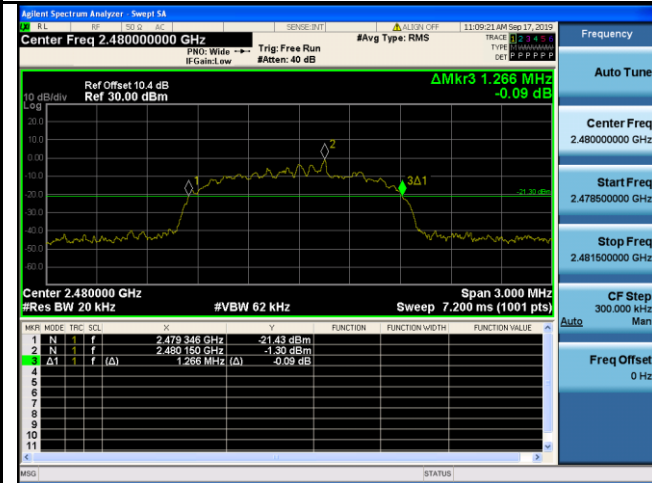 Agilent Spectrum Analyzer - Swept SA
RL RF 50 Ω AC SENSE:INT ALIGN OFF 11:09:21 AM Sep 17, 2019
Center Freq 2.480000000 GHz
PNO: Wide
IFGain:Low
Trig: Free Run
#Atten: 40 dB
#Avg Type: RMS
TRACE 1 2 3 4 5 6
TYPE MWWWWW
DET P P P P P P
ΔMkr3 1.266 MHz
-0.09 dB
Ref Offset 10.4 dB
10 dB/div Ref 30.00 dBm
Log
20.0
10.0
0.00
-10.0
-20.0
-30.0
-40.0
-50.0
-60.0
1
2
3Δ1
-21.30 dBm
Center 2.480000 GHz Span 3.000 MHz
#Res BW 20 kHz #VBW 62 kHz Sweep 7.200 ms (1001 pts)
MKR MODE TRC SCL X Y FUNCTION FUNCTION WIDTH FUNCTION VALUE
1 N 1 f 2.479 346 GHz -21.43 dBm
2 N 1 f 2.480 150 GHz -1.30 dBm
3 Δ1 1 f (Δ) 1.266 MHz (Δ) -0.09 dB
4
5
6
7
8
9
10
11
MSG STATUS
Frequency
Auto Tune
Center Freq
2.480000000 GHz
Start Freq
2.478500000 GHz
Stop Freq
2.481500000 GHz
CF Step
300.000 kHz
Auto Man
Freq Offset
0 Hz